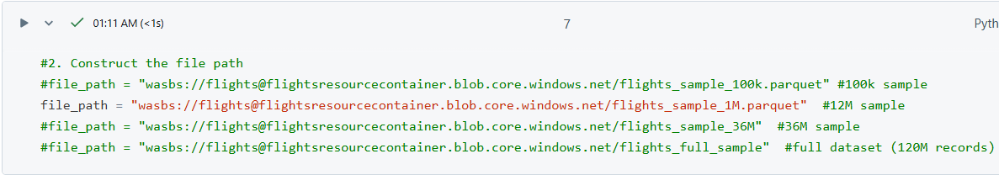 01:11 AM (<1s)
7
Pyth
#2. Construct the file path
#file_path = "wasbs://flights@flightsresourcecontainer.blob.core.windows.net/flights_sample_100k.parquet" #100k sample
file_path = "wasbs://flights@flightsresourcecontainer.blob.core.windows.net/flights_sample_1M.parquet"  #12M sample
#file_path = "wasbs://flights@flightsresourcecontainer.blob.core.windows.net/flights_sample_36M"  #36M sample
#file_path = "wasbs://flights@flightsresourcecontainer.blob.core.windows.net/flights_full_sample"  #full dataset (120M records)